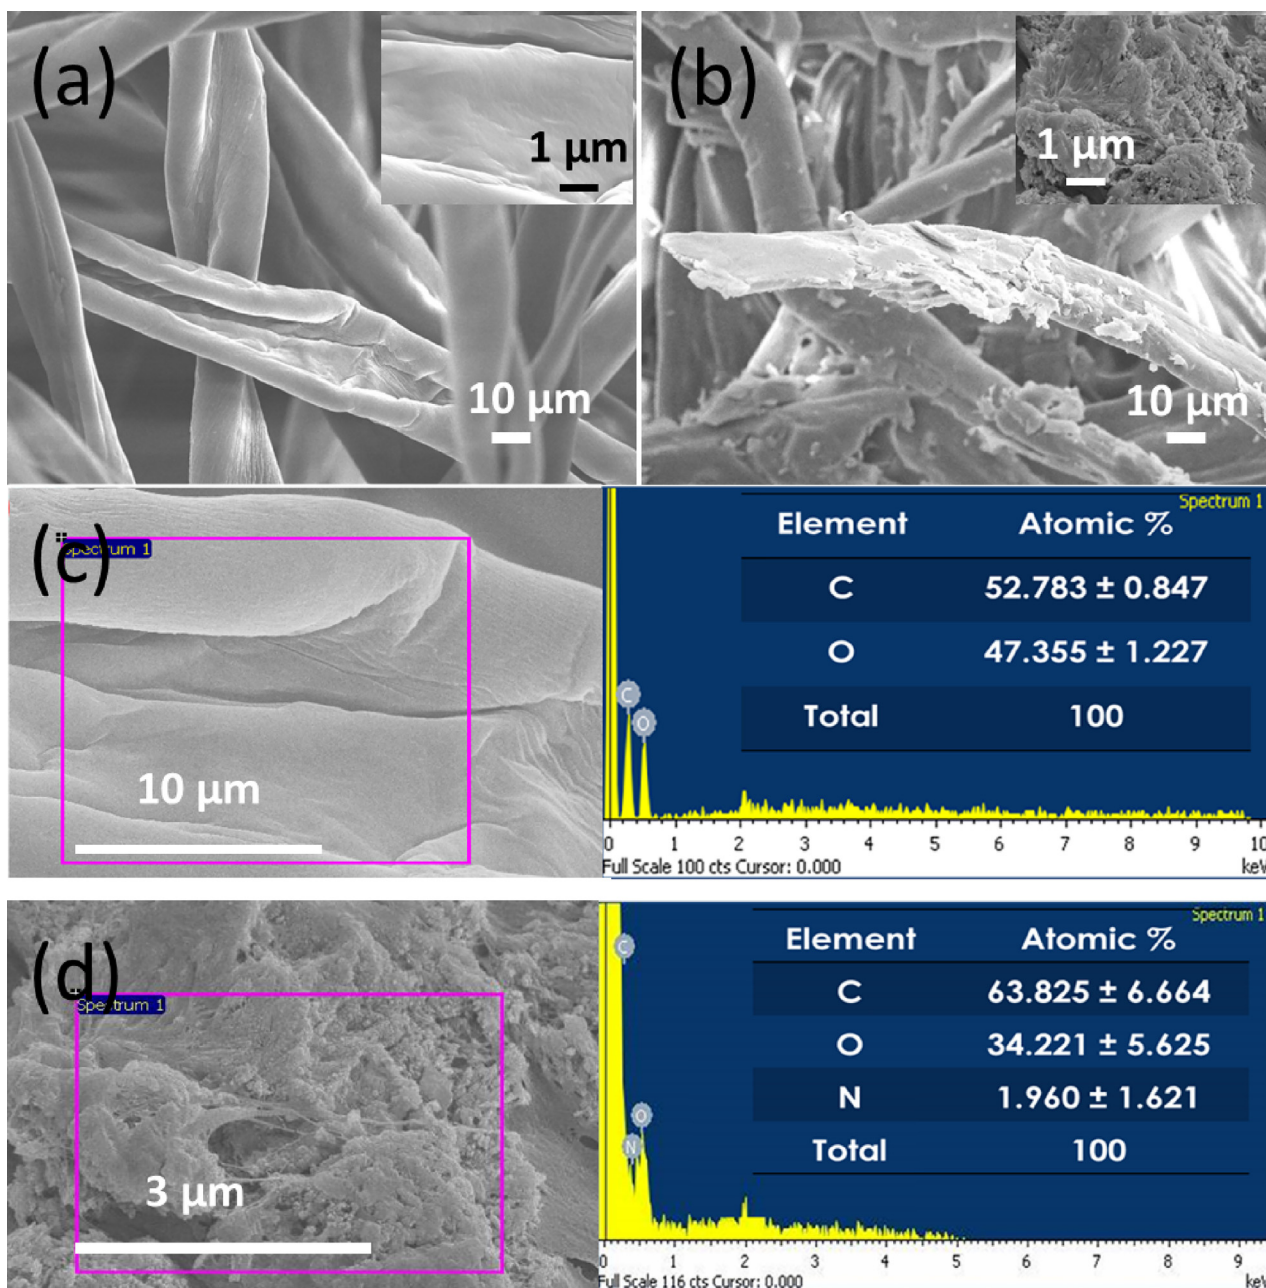 (a)
1 µm
10 µm
(b)
1 µm
10 µm
(c)
Spectrum 1
10 µm
Spectrum 1
Element Atomic %
C 52.783 ± 0.847
O 47.355 ± 1.227
Total 100
C
O
0 1 2 3 4 5 6 7 8 9 10
Full Scale 100 cts Cursor: 0.000 keV
(d)
Spectrum 1
3 µm
Spectrum 1
Element Atomic %
C 63.825 ± 6.664
O 34.221 ± 5.625
N 1.960 ± 1.621
Total 100
C
O
N
0 1 2 3 4 5 6 7 8 9
Full Scale 116 cts Cursor: 0.000 keV